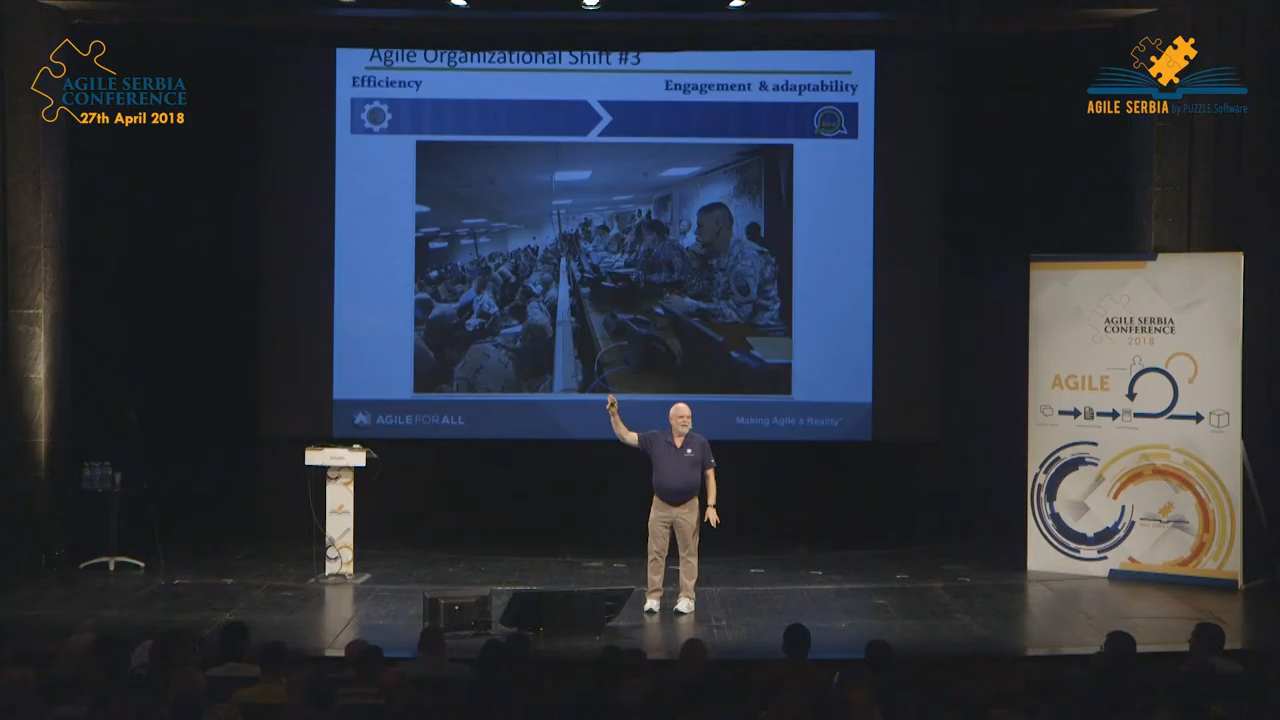 AGILE SERBIA
CONFERENCE
27th April 2018
Agile Organizational Shift #3
Efficiency
Engagement & adaptability
AGILE FOR ALL
Making Agile a Reality
AGILE SERBIA by PUZZLE Software
AGILE SERBIA
CONFERENCE
2018
AGILE